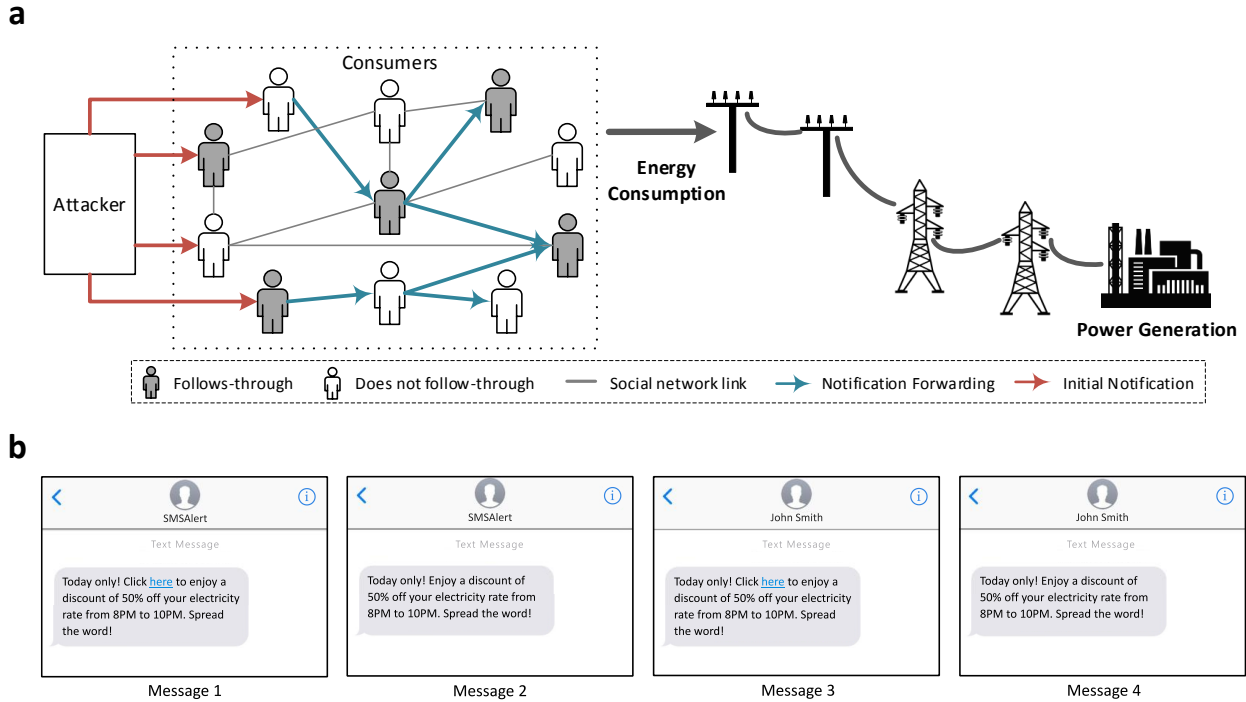 a
Consumers
Attacker
Energy
Consumption
Power Generation
Follows-through
Does not follow-through
Social network link
Notification Forwarding
Initial Notification
b
SMSAlert
Text Message
Today only! Click here to enjoy a
discount of 50% off your electricity
rate from 8PM to 10PM. Spread
the word!
Message 1
SMSAlert
Text Message
Today only! Enjoy a discount of
50% off your electricity rate from
8PM to 10PM. Spread the word!
Message 2
John Smith
Text Message
Today only! Click here to enjoy a
discount of 50% off your electricity
rate from 8PM to 10PM. Spread
the word!
Message 3
John Smith
Text Message
Today only! Enjoy a discount of
50% off your electricity rate from
8PM to 10PM. Spread the word!
Message 4